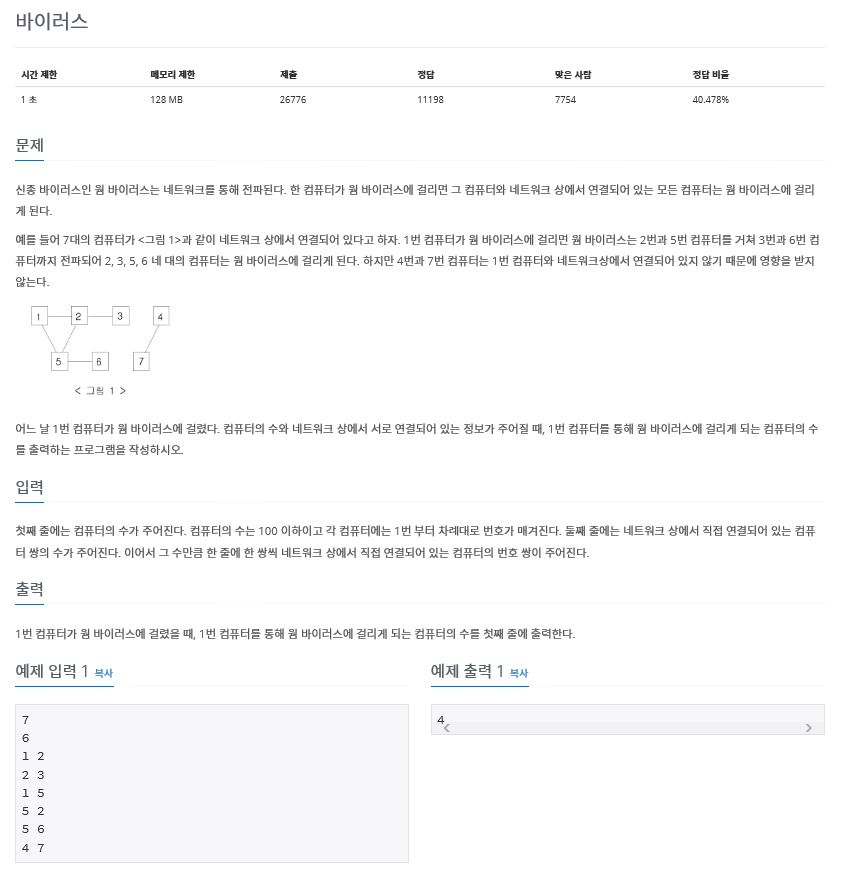 바이러스
시간 제한 메모리 제한 제출 정답 맞은 사람 정답 비율
1 초 128 MB 26776 11198 7754 40.478%
문제
신종 바이러스인 웜 바이러스는 네트워크를 통해 전파된다. 한 컴퓨터가 웜 바이러스에 걸리면 그 컴퓨터와 네트워크 상에서 연결되어 있는 모든 컴퓨터는 웜 바이러스에 걸리
게 된다.
예를 들어 7대의 컴퓨터가 <그림 1>과 같이 네트워크 상에서 연결되어 있다고 하자. 1번 컴퓨터가 웜 바이러스에 걸리면 웜 바이러스는 2번과 5번 컴퓨터를 거쳐 3번과 6번 컴
퓨터까지 전파되어 2, 3, 5, 6 네 대의 컴퓨터는 웜 바이러스에 걸리게 된다. 하지만 4번과 7번 컴퓨터는 1번 컴퓨터와 네트워크상에서 연결되어 있지 않기 때문에 영향을 받지
않는다.
1 2 3 4
5 6 7
< 그림 1 >
어느 날 1번 컴퓨터가 웜 바이러스에 걸렸다. 컴퓨터의 수와 네트워크 상에서 서로 연결되어 있는 정보가 주어질 때, 1번 컴퓨터를 통해 웜 바이러스에 걸리게 되는 컴퓨터의 수
를 출력하는 프로그램을 작성하시오.
입력
첫째 줄에는 컴퓨터의 수가 주어진다. 컴퓨터의 수는 100 이하이고 각 컴퓨터에는 1번 부터 차례대로 번호가 매겨진다. 둘째 줄에는 네트워크 상에서 직접 연결되어 있는 컴퓨
터 쌍의 수가 주어진다. 이어서 그 수만큼 한 줄에 한 쌍씩 네트워크 상에서 직접 연결되어 있는 컴퓨터의 번호 쌍이 주어진다.
출력
1번 컴퓨터가 웜 바이러스에 걸렸을 때, 1번 컴퓨터를 통해 웜 바이러스에 걸리게 되는 컴퓨터의 수를 첫째 줄에 출력한다.
예제 입력 1 복사
7
6
1 2
2 3
1 5
5 2
5 6
4 7
예제 출력 1 복사
4